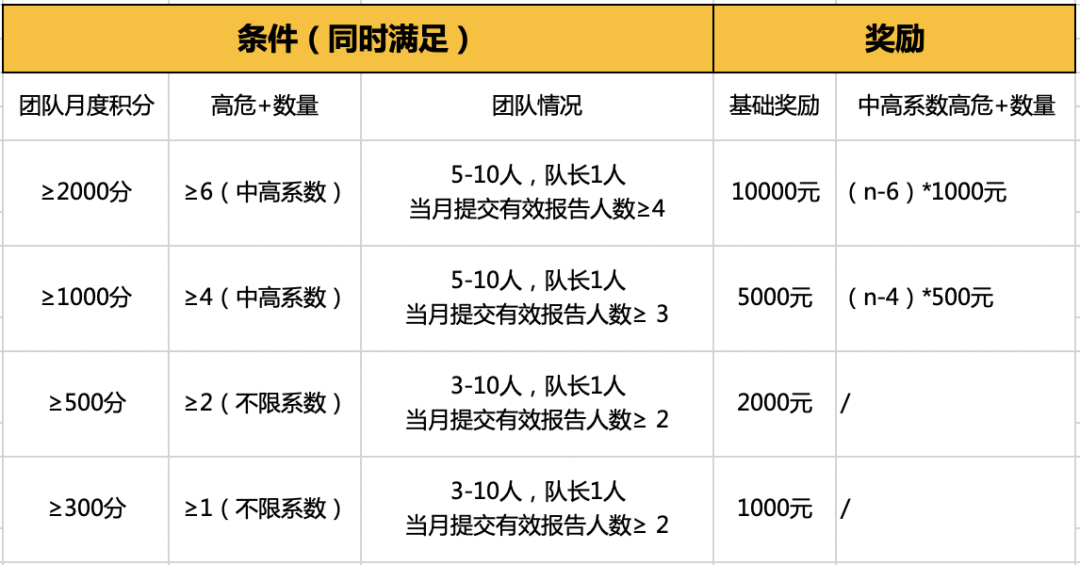 条件（同时满足）
奖励
团队月度积分
高危+数量
团队情况
基础奖励
中高系数高危+数量
≥2000分
≥6（中高系数）
5-10人，队长1人
当月提交有效报告人数≥4
10000元
（n-6）*1000元
≥1000分
≥4（中高系数）
5-10人，队长1人
当月提交有效报告人数≥ 3
5000元
（n-4）*500元
≥500分
≥2（不限系数）
3-10人，队长1人
当月提交有效报告人数≥ 2
2000元
/
≥300分
≥1（不限系数）
3-10人，队长1人
当月提交有效报告人数≥ 2
1000元
/